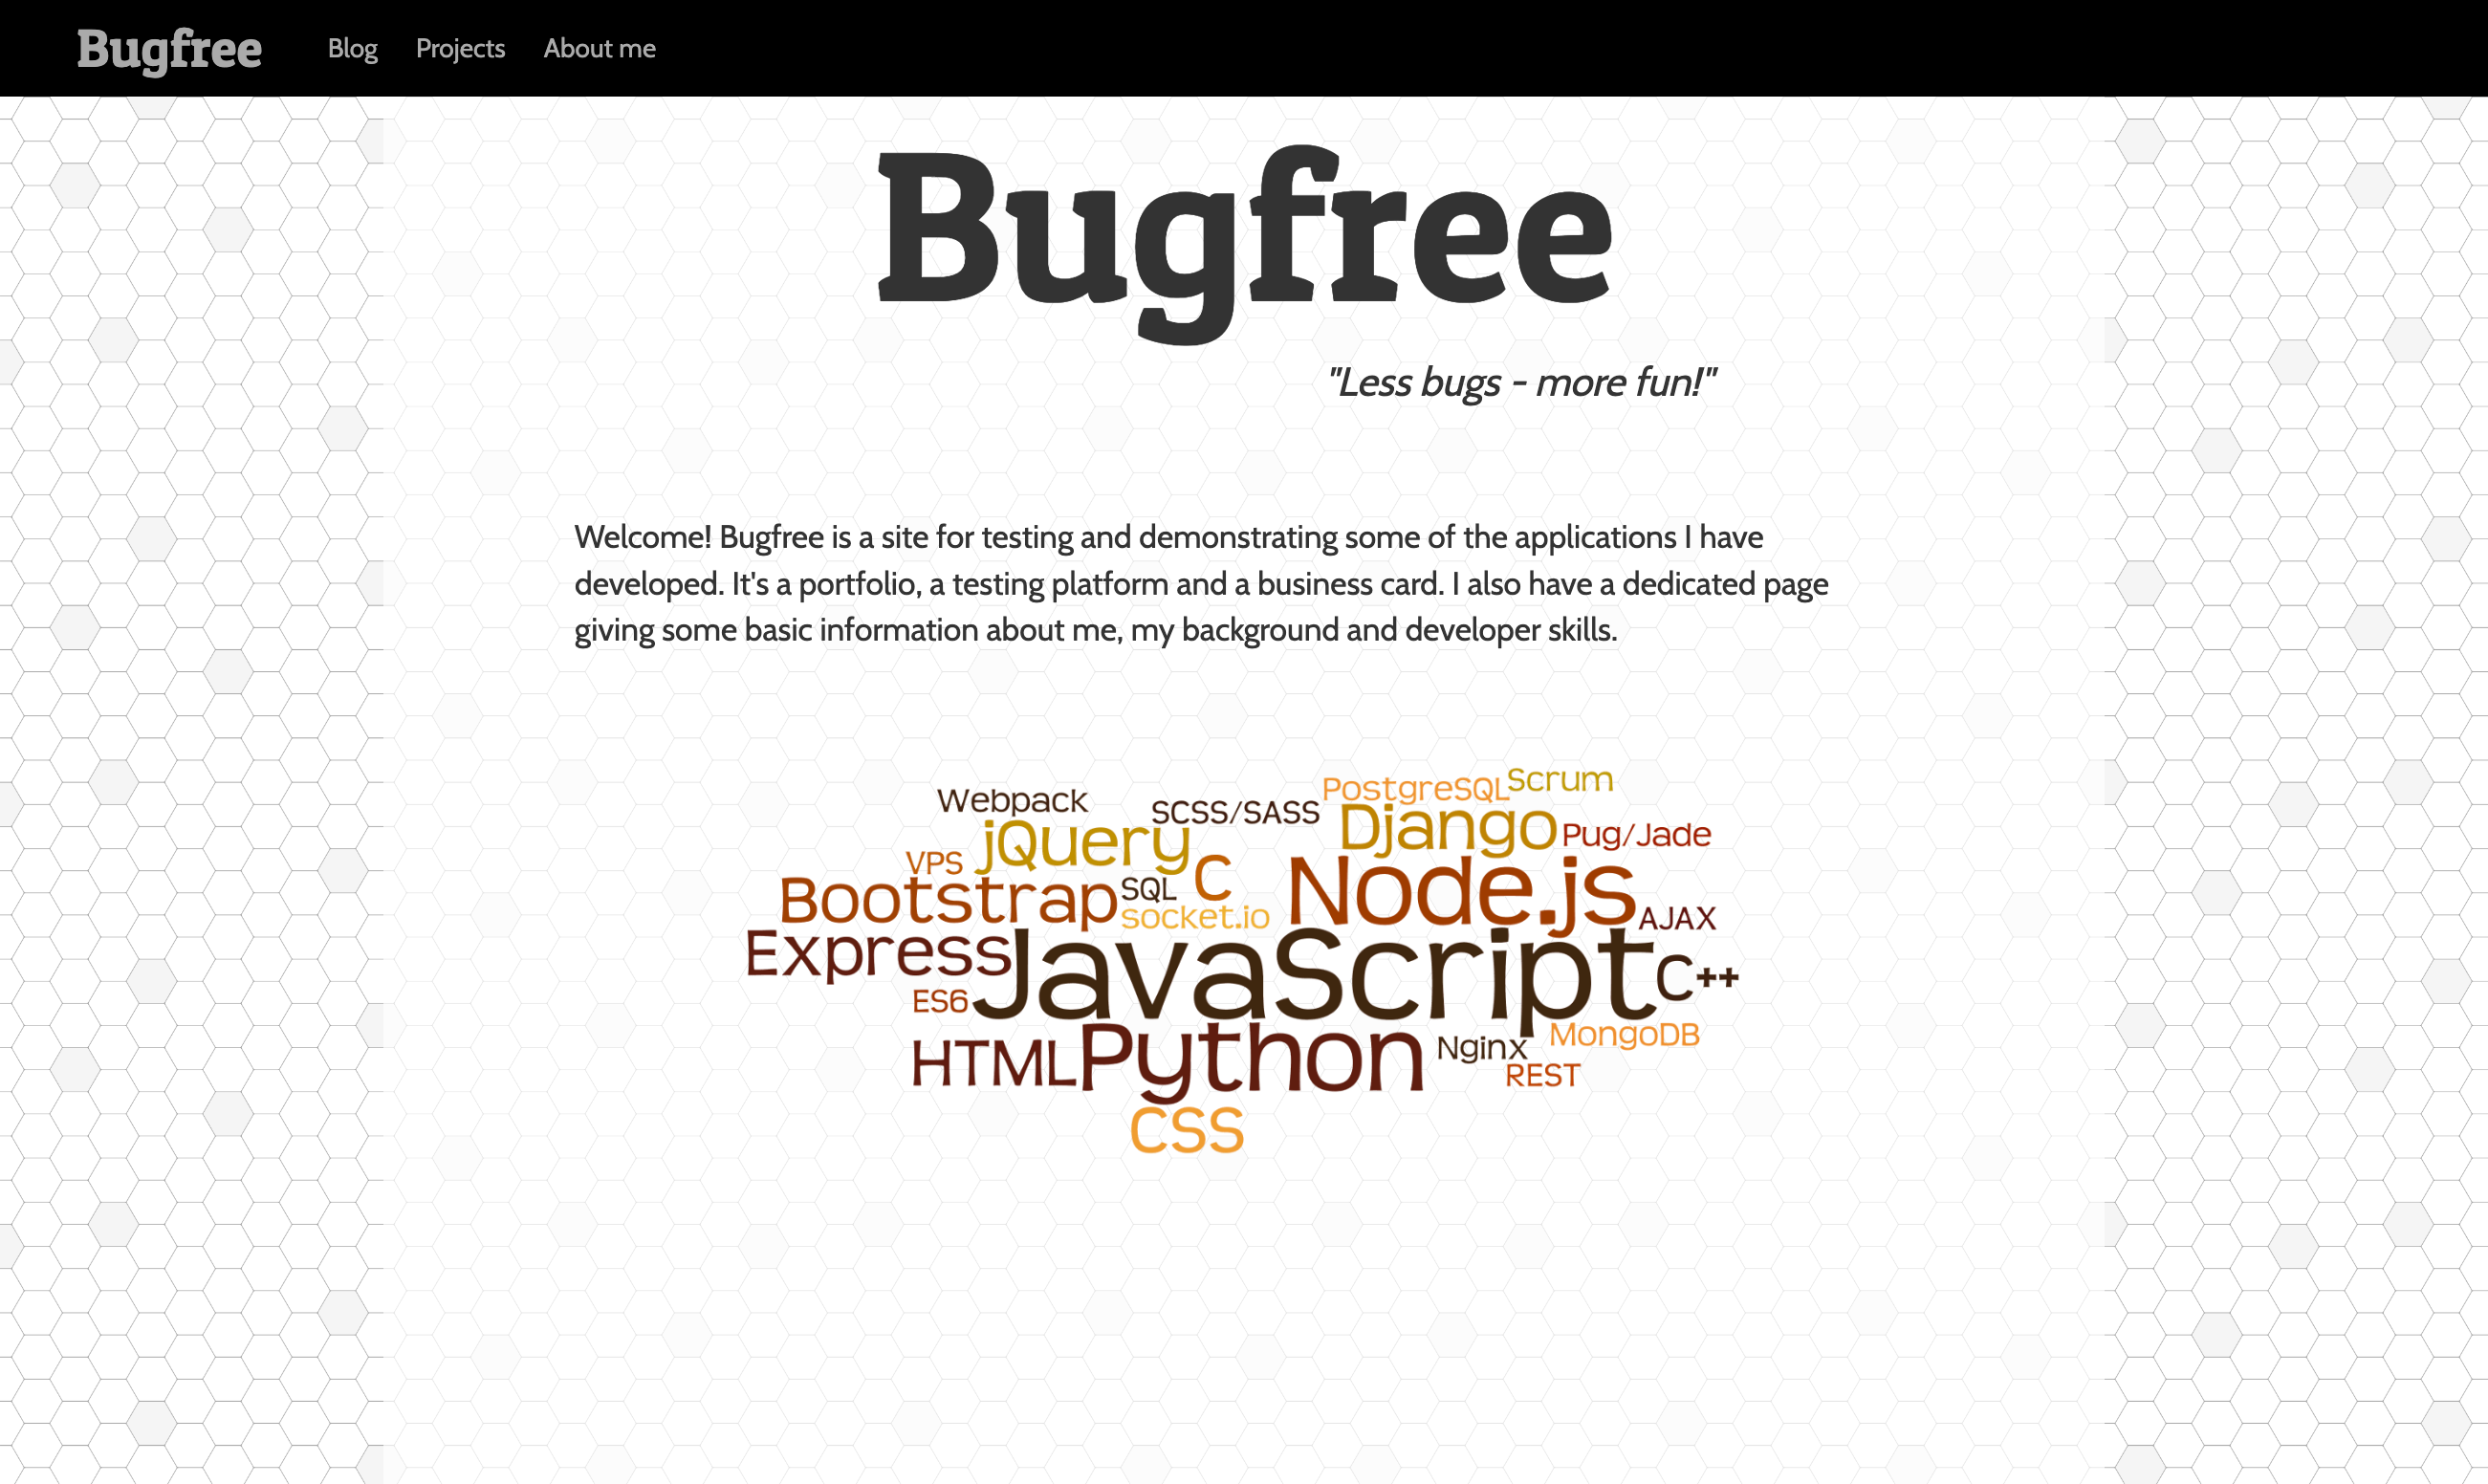 Bugfree Blog Projects About me
Bugfree
"Less bugs - more fun!"
Welcome! Bugfree is a site for testing and demonstrating some of the applications I have
developed. It's a portfolio, a testing platform and a business card. I also have a dedicated page
giving some basic information about me, my background and developer skills.
PostgreSQL Scrum
Webpack SCSS/SASS
jQuery Django Pug/Jade
VPS C Node.js
Bootstrap SQL
socket.io AJAX
Express JavaScript C++
ES6
HTML Python Nginx MongoDB
REST
CSS